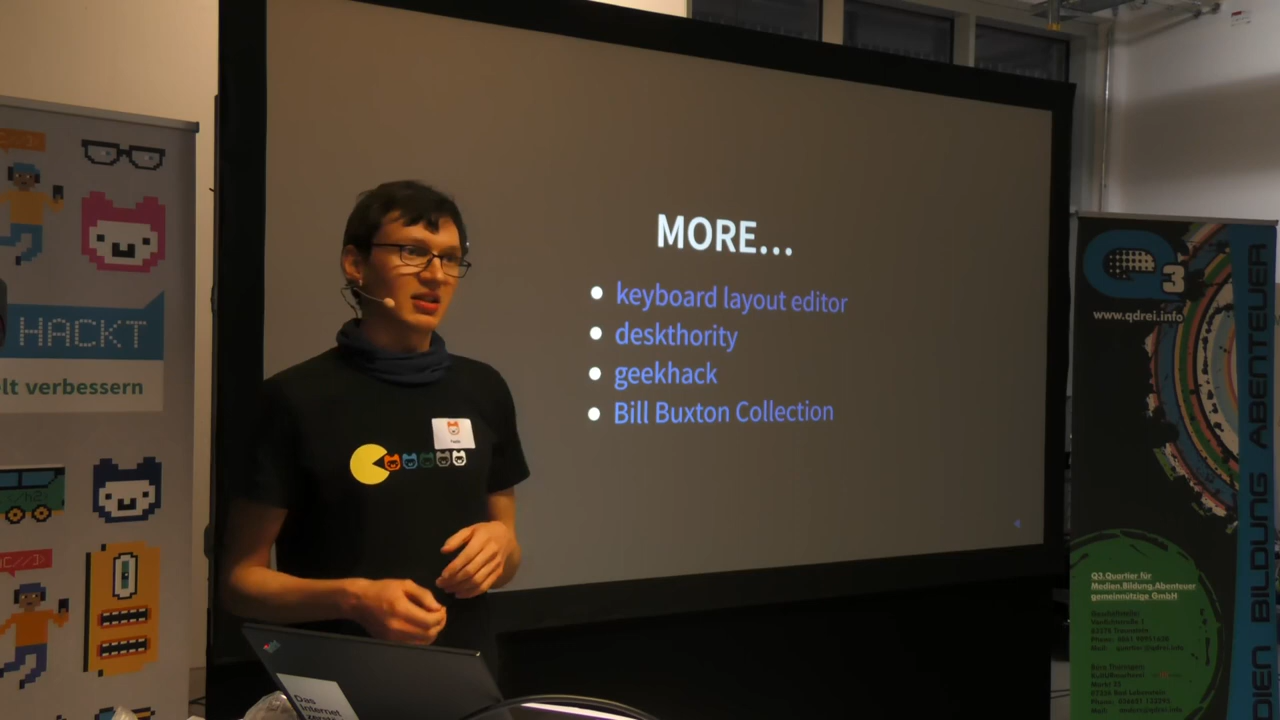 HACKT
lt verbessern
MORE...
keyboard layout editor
deskthority
geekhack
Bill Buxton Collection
Das
Internet
Q3
www.qdrei.info
Q3.Quartier für
Medien.Bildung.Abenteuer
gemeinnützige GmbH
DIEN BILDUNG ABENTEUER